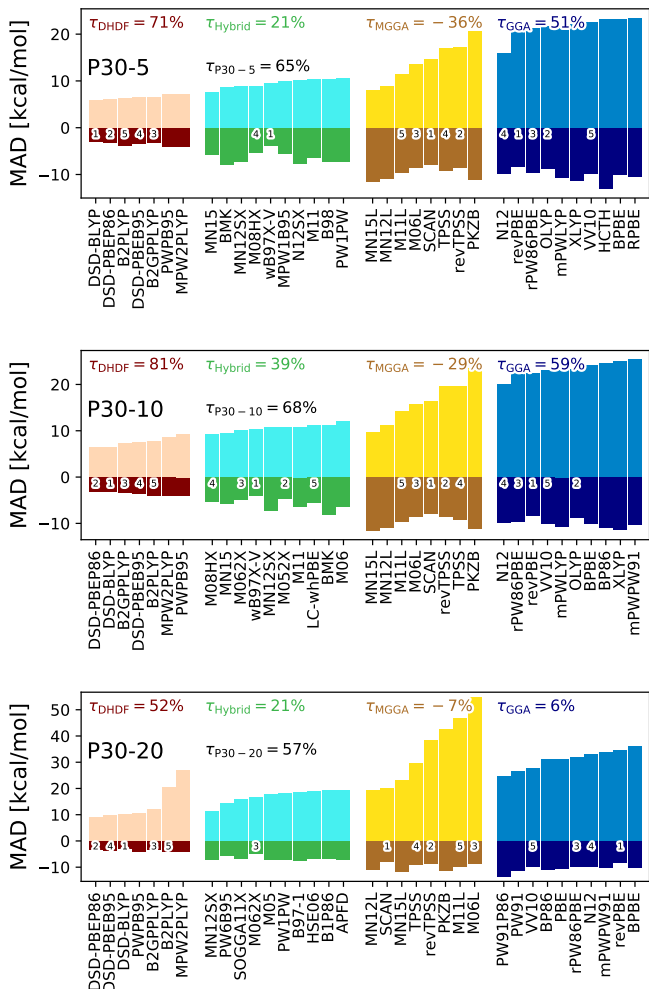 τDHDF = 71% τHybrid = 21% τMGGA = − 36% τGGA = 51%
P30-5 τP30−5 = 65%
MAD [kcal/mol]
20
10
0
−10
1 2 5 4 3 4 1 5 3 1 4 2 4 1 3 2 5
DSD-BLYP
DSD-PBEP86
B2PLYP
DSD-PBEB95
B2GPPLYP
PWPB95
MPW2PLYP
MN15
BMK
MN12SX
M08HX
wB97X-V
MPW1B95
N12SX
M11
B98
PW1PW
MN15L
MN12L
M11L
M06L
SCAN
TPSS
revTPSS
PKZB
N12
revPBE
rPW86PBE
OLYP
mPWLYP
XLYP
VV10
HCTH
BPBE
RPBE
τDHDF = 81% τHybrid = 39% τMGGA = − 29% τGGA = 59%
P30-10 τP30−10 = 68%
MAD [kcal/mol]
20
10
0
−10
2 1 3 4 5 4 3 1 2 5 5 3 1 2 4 4 3 1 5 2
DSD-PBEP86
DSD-BLYP
B2GPPLYP
DSD-PBEB95
B2PLYP
MPW2PLYP
PWPB95
M08HX
MN15
M062X
wB97X-V
MN12SX
M052X
M11
LC-whPBE
BMK
M06
MN15L
MN12L
M11L
M06L
SCAN
revTPSS
TPSS
PKZB
N12
rPW86PBE
revPBE
VV10
mPWLYP
OLYP
BPBE
BP86
XLYP
mPWPW91
τDHDF = 52% τHybrid = 21% τMGGA = − 7% τGGA = 6%
P30-20 τP30−20 = 57%
MAD [kcal/mol]
50
40
30
20
10
0
−10
2 4 1 3 5 3 1 4 2 5 3 5 3 4 1
DSD-PBEP86
DSD-PBEB95
DSD-BLYP
PWPB95
B2GPPLYP
B2PLYP
MPW2PLYP
MN12SX
PW6B95
SOGGA11X
M062X
M05
PW1PW
B97-1
HSE06
B1P86
APFD
MN12L
SCAN
MN15L
TPSS
revTPSS
PKZB
M11L
M06L
PW91P86
PW91
VV10
BP86
PBE
rPW86PBE
N12
mPWPW91
revPBE
BPBE